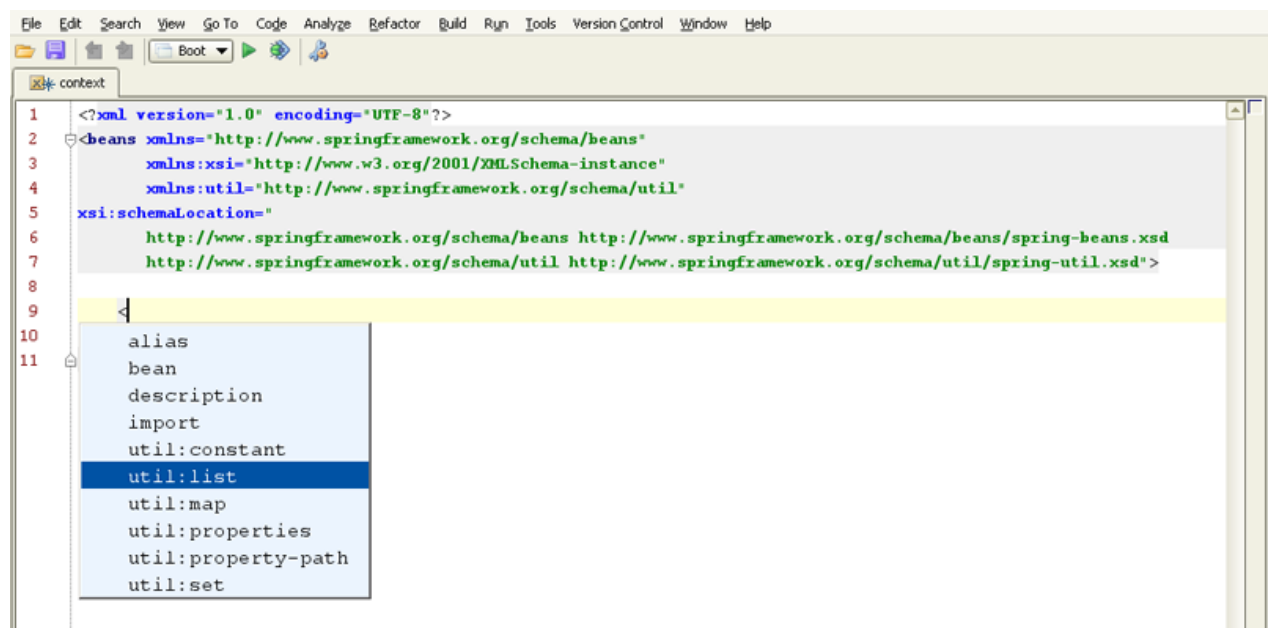 File Edit Search View Go To Code Analyze Refactor Build Run Tools Version Control Window Help
Boot
context
1 <?xml version="1.0" encoding="UTF-8"?>
2 <beans xmlns="http://www.springframework.org/schema/beans"
3 xmlns:xsi="http://www.w3.org/2001/XMLSchema-instance"
4 xmlns:util="http://www.springframework.org/schema/util"
5 xsi:schemaLocation="
6 http://www.springframework.org/schema/beans http://www.springframework.org/schema/beans/spring-beans.xsd
7 http://www.springframework.org/schema/util http://www.springframework.org/schema/util/spring-util.xsd">
8
9 <
10
11
alias
bean
description
import
util:constant
util:list
util:map
util:properties
util:property-path
util:set